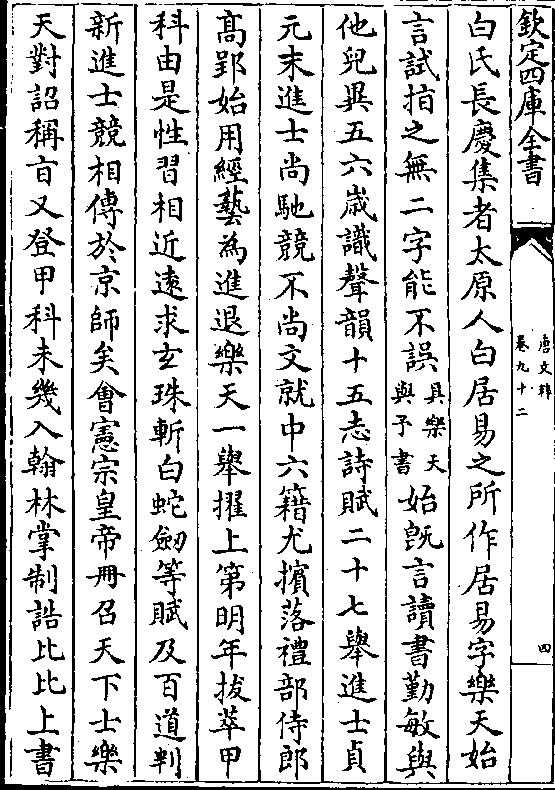 欽定四庫全書
唐文粹
卷九十二
四
白氏長慶集者太原人白居易之所作居易字樂天始
言試指之無二字能不誤具樂天與予書始旣言讀書勤敏與
他兒異五六歲識聲韻十五志詩賦二十七舉進士貞
元末進士尚馳競不尚文就中六籍尤擯落禮部侍郎
髙郢始用經藝為進退樂天一舉擢上第明年拔萃甲
科由是性習相近遠求玄珠斬白蛇劒等賦及百道判
新進士競相傳於京師矣會憲宗皇帝冊召天下士樂
天對詔稱㫖又登甲科未幾入翰林掌制誥比比上書